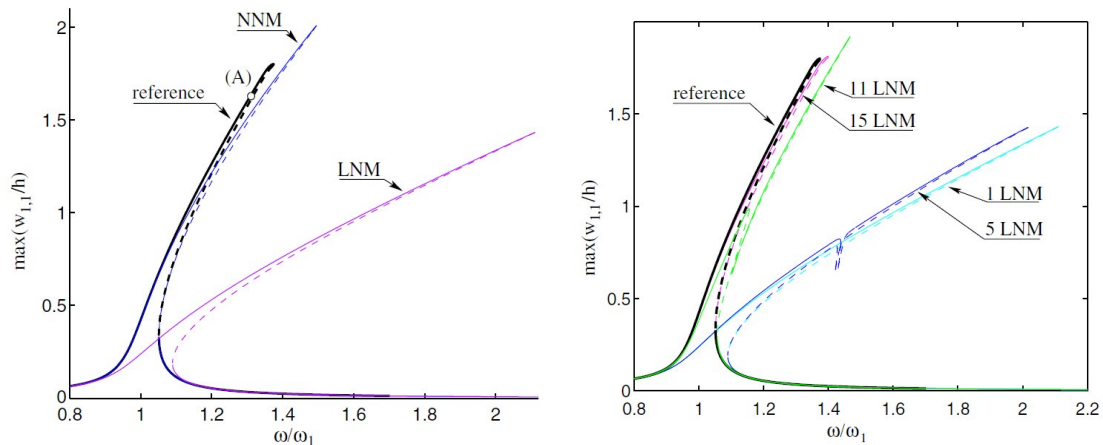 2
1.5
1
0.5
0
max(w1,1/h)
NNM
(A)
reference
LNM
0.8
1
1.2
1.4
1.6
1.8
2
ω/ω1
1.5
1
0.5
0
max(w1,1/h)
reference
11 LNM
15 LNM
1 LNM
5 LNM
0.8
1
1.2
1.4
1.6
1.8
2
2.2
ω/ω1